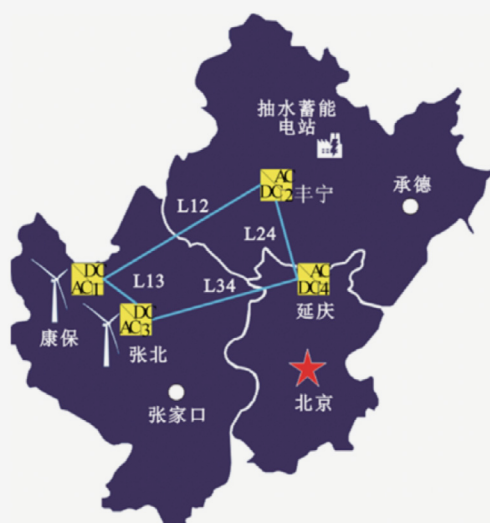 抽水蓄能
电站
AC
DC2
丰宁
承德
L12
L24
DC
AC1
L13
L34
AC
DC4
康保
DC
AC3
张北
延庆
张家口
北京